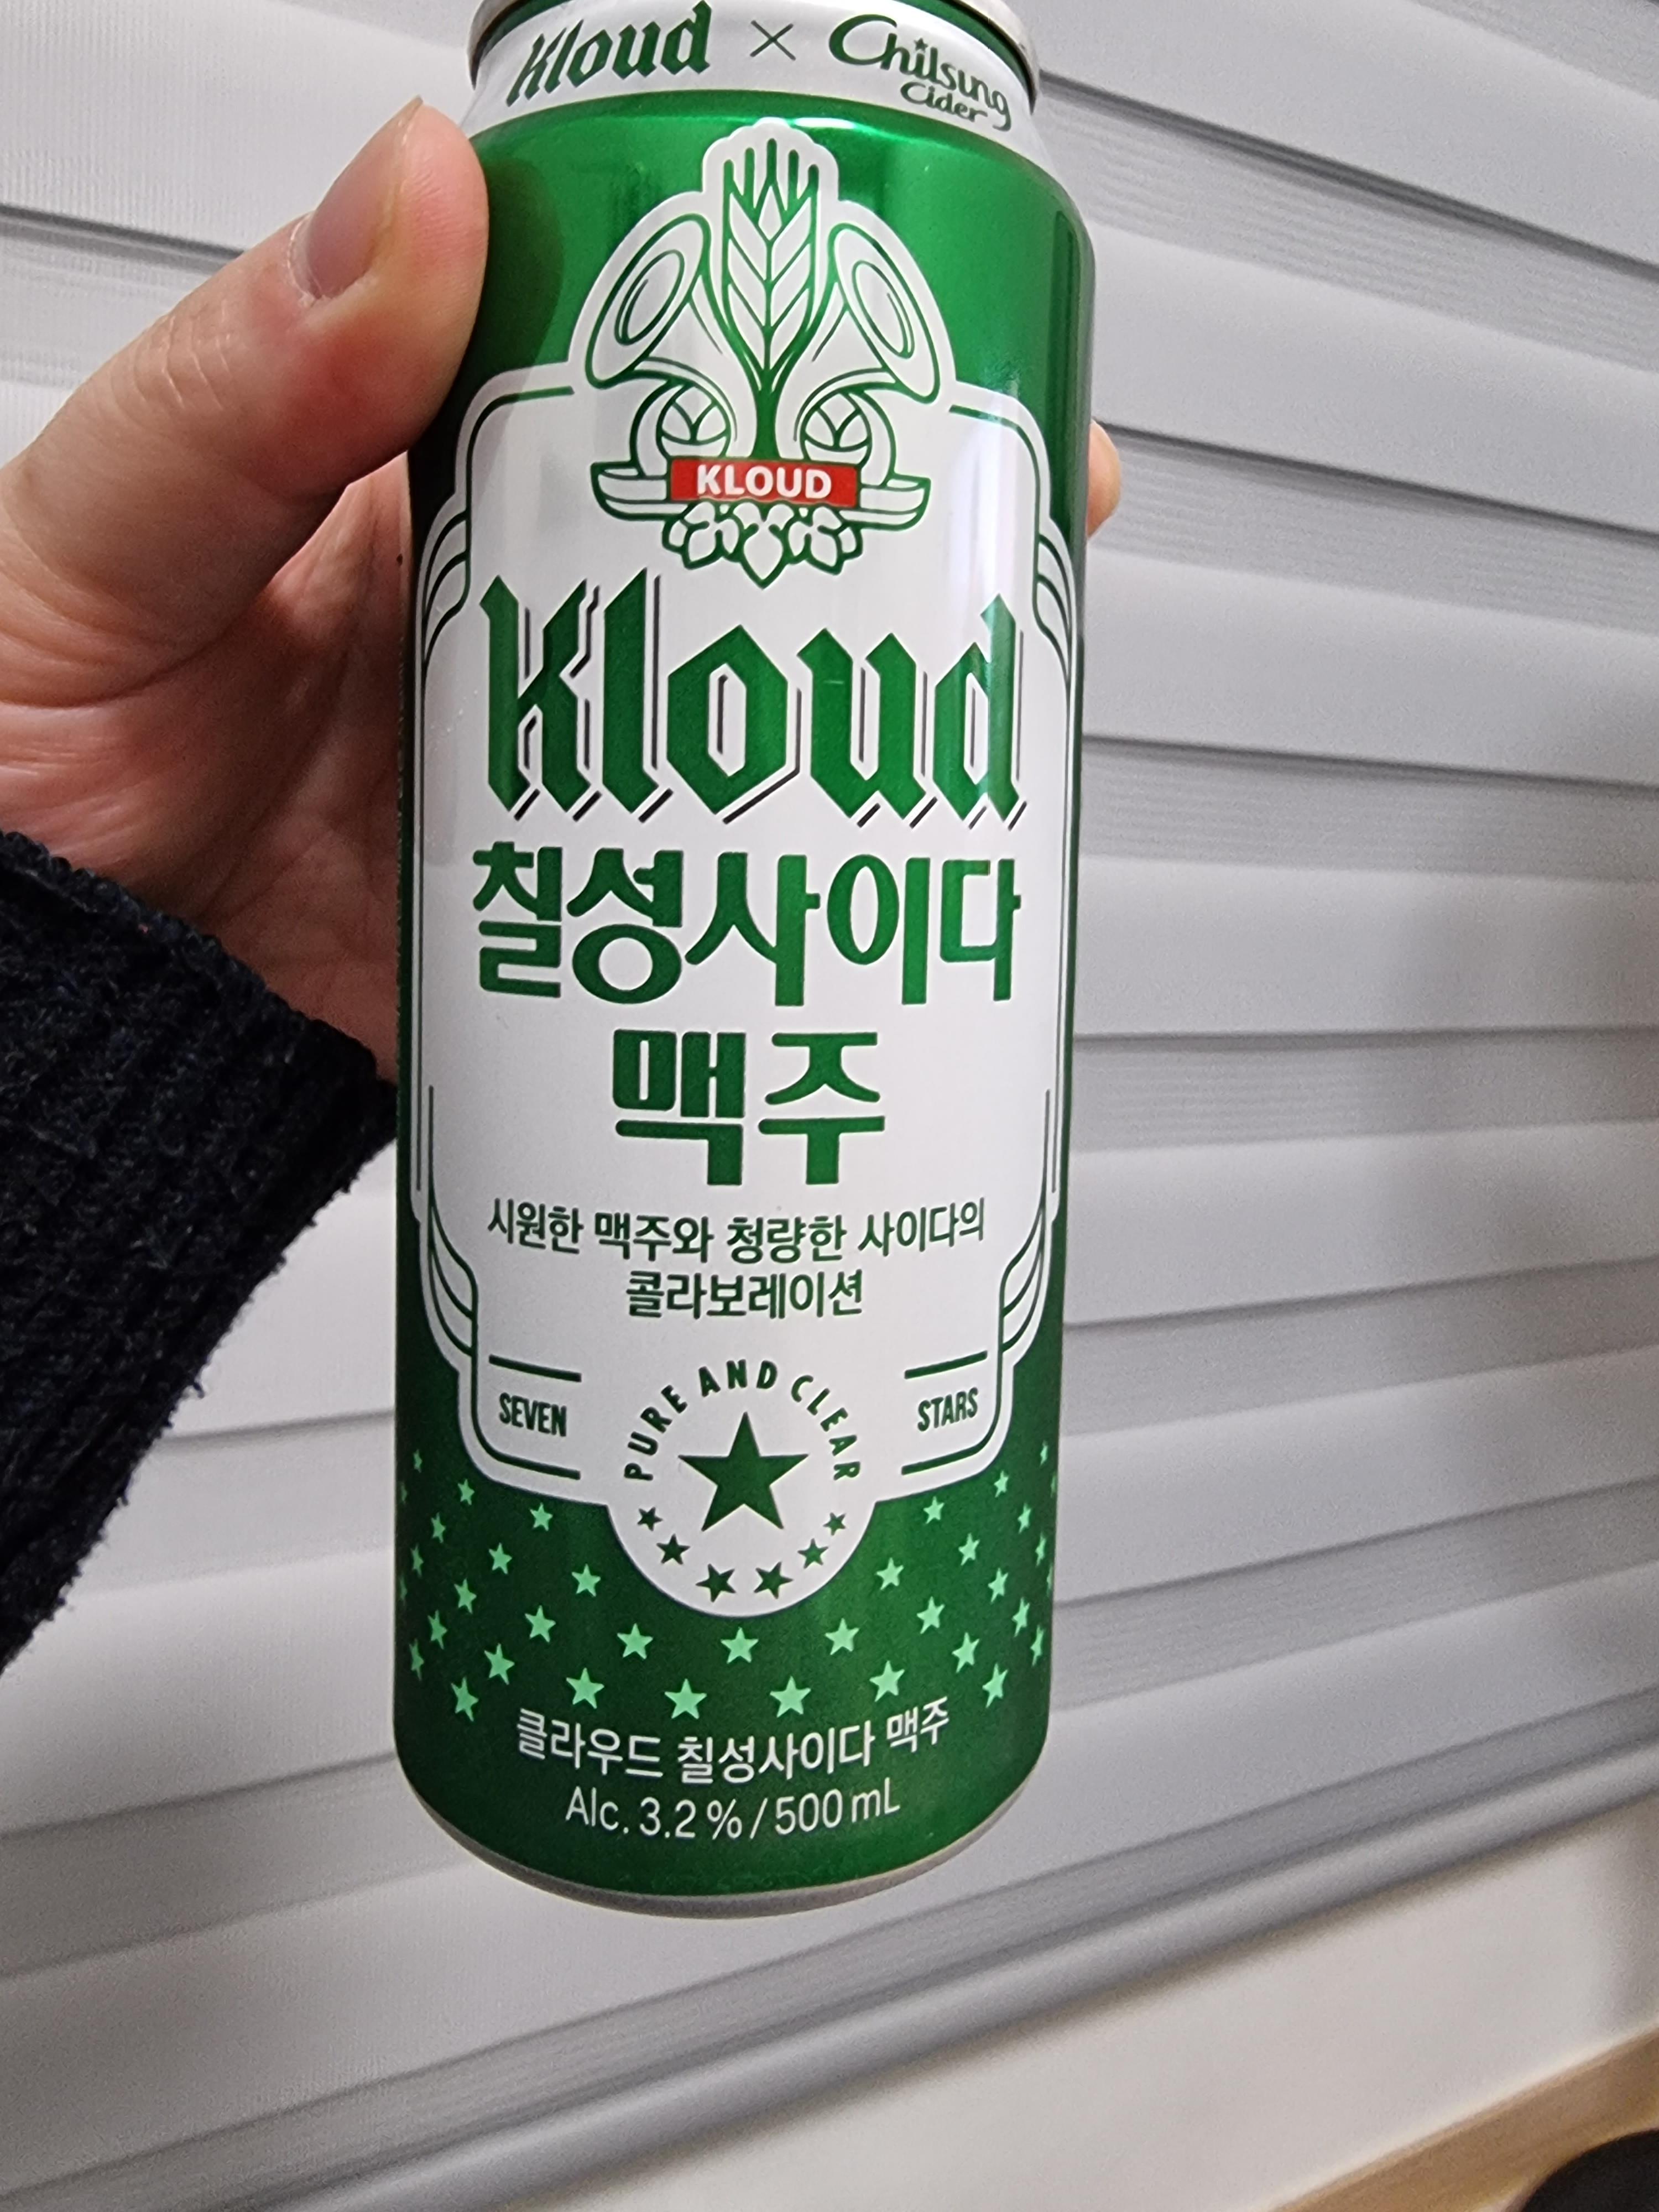 Kloud × Chilsung Cider
KLOUD
Kloud
칠성사이다
맥주
시원한 맥주와 청량한 사이다의
콜라보레이션
PURE AND CLEAR
SEVEN STARS
클라우드 칠성사이다 맥주
Alc. 3.2 % / 500 mL